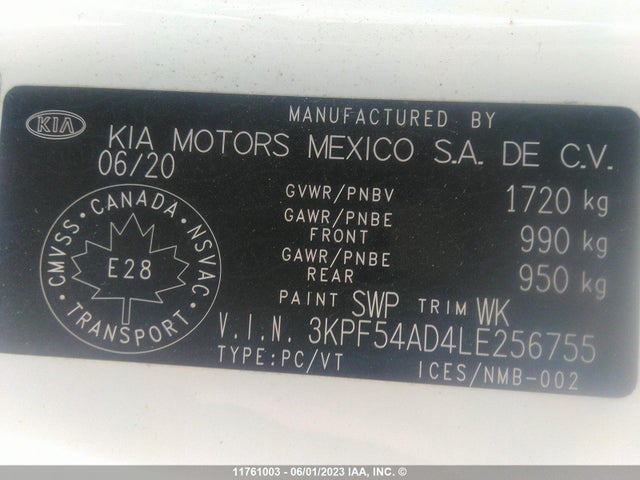 MANUFACTURED BY
KIA
KIA MOTORS MEXICO S.A. DE C.V.
06/20
GVWR/PNBV 1720 kg
GAWR/PNBE
FRONT 990 kg
GAWR/PNBE
REAR 950 kg
CMVSS · CANADA · NSVAC
E28
· TRANSPORT ·
PAINT SWP TRIM WK
V.I.N. 3KPF54AD4LE256755
TYPE:PC/VT ICES/NMB-002
11761003 - 06/01/2023 IAA, INC. ©